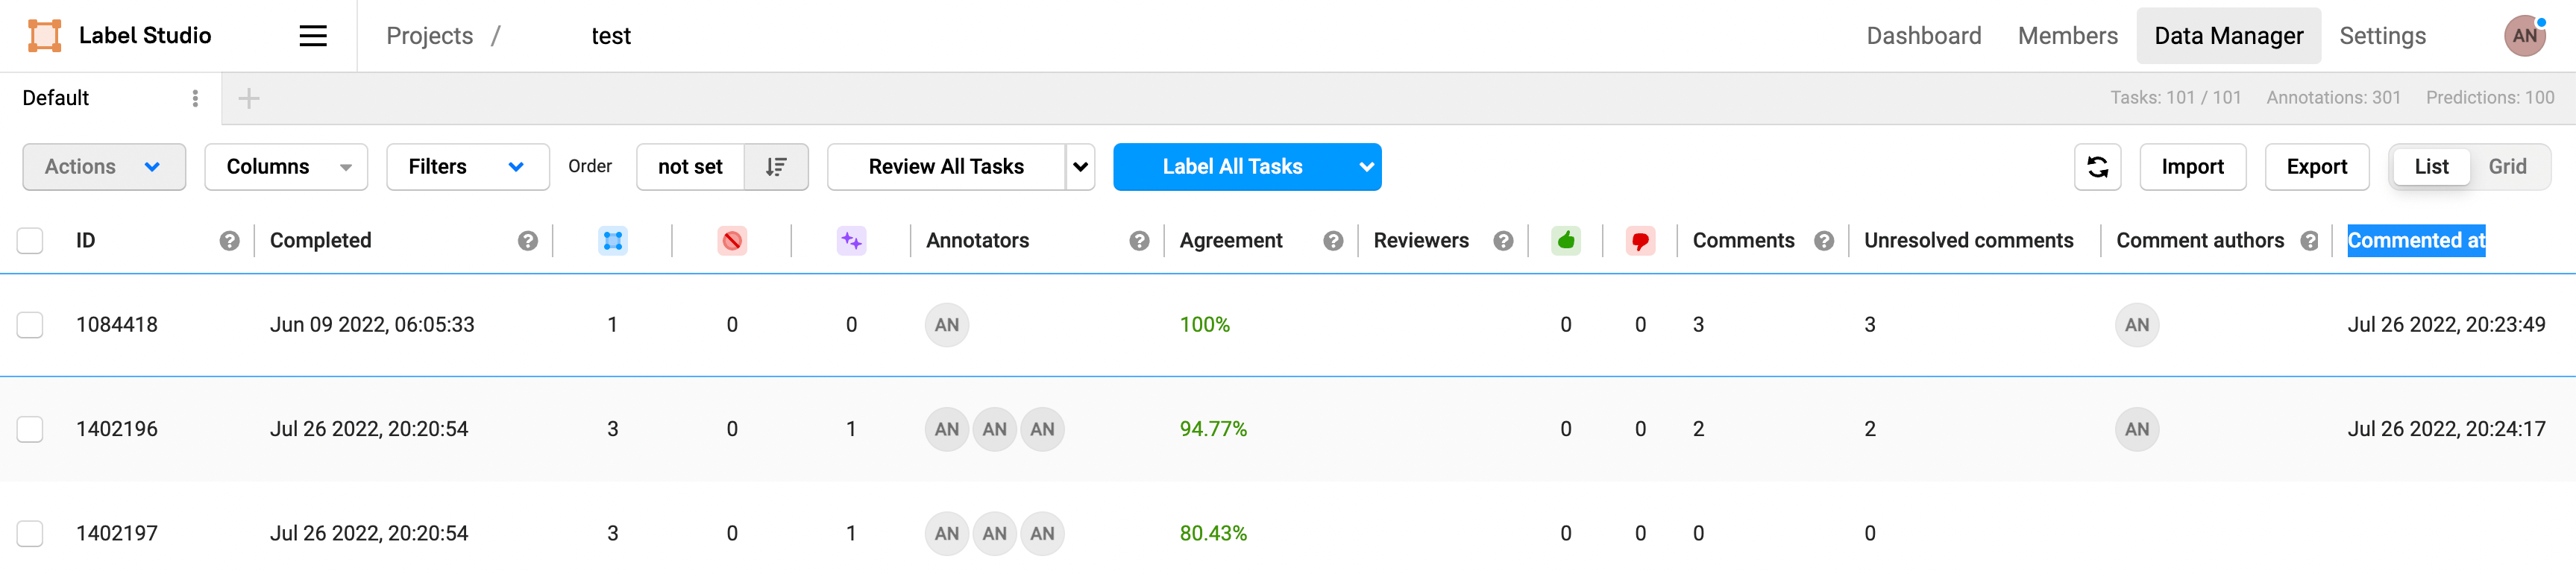 Label Studio Projects / test Dashboard Members Data Manager Settings AN
Default Tasks: 101 / 101 Annotations: 301 Predictions: 100
Actions Columns Filters Order not set Review All Tasks Label All Tasks Import Export List Grid
ID ? Completed ? Annotators ? Agreement ? Reviewers ? Comments ? Unresolved comments Comment authors ? Commented at
1084418 Jun 09 2022, 06:05:33 1 0 0 AN 100% 0 0 3 3 AN Jul 26 2022, 20:23:49
1402196 Jul 26 2022, 20:20:54 3 0 1 AN AN AN 94.77% 0 0 2 2 AN Jul 26 2022, 20:24:17
1402197 Jul 26 2022, 20:20:54 3 0 1 AN AN AN 80.43% 0 0 0 0